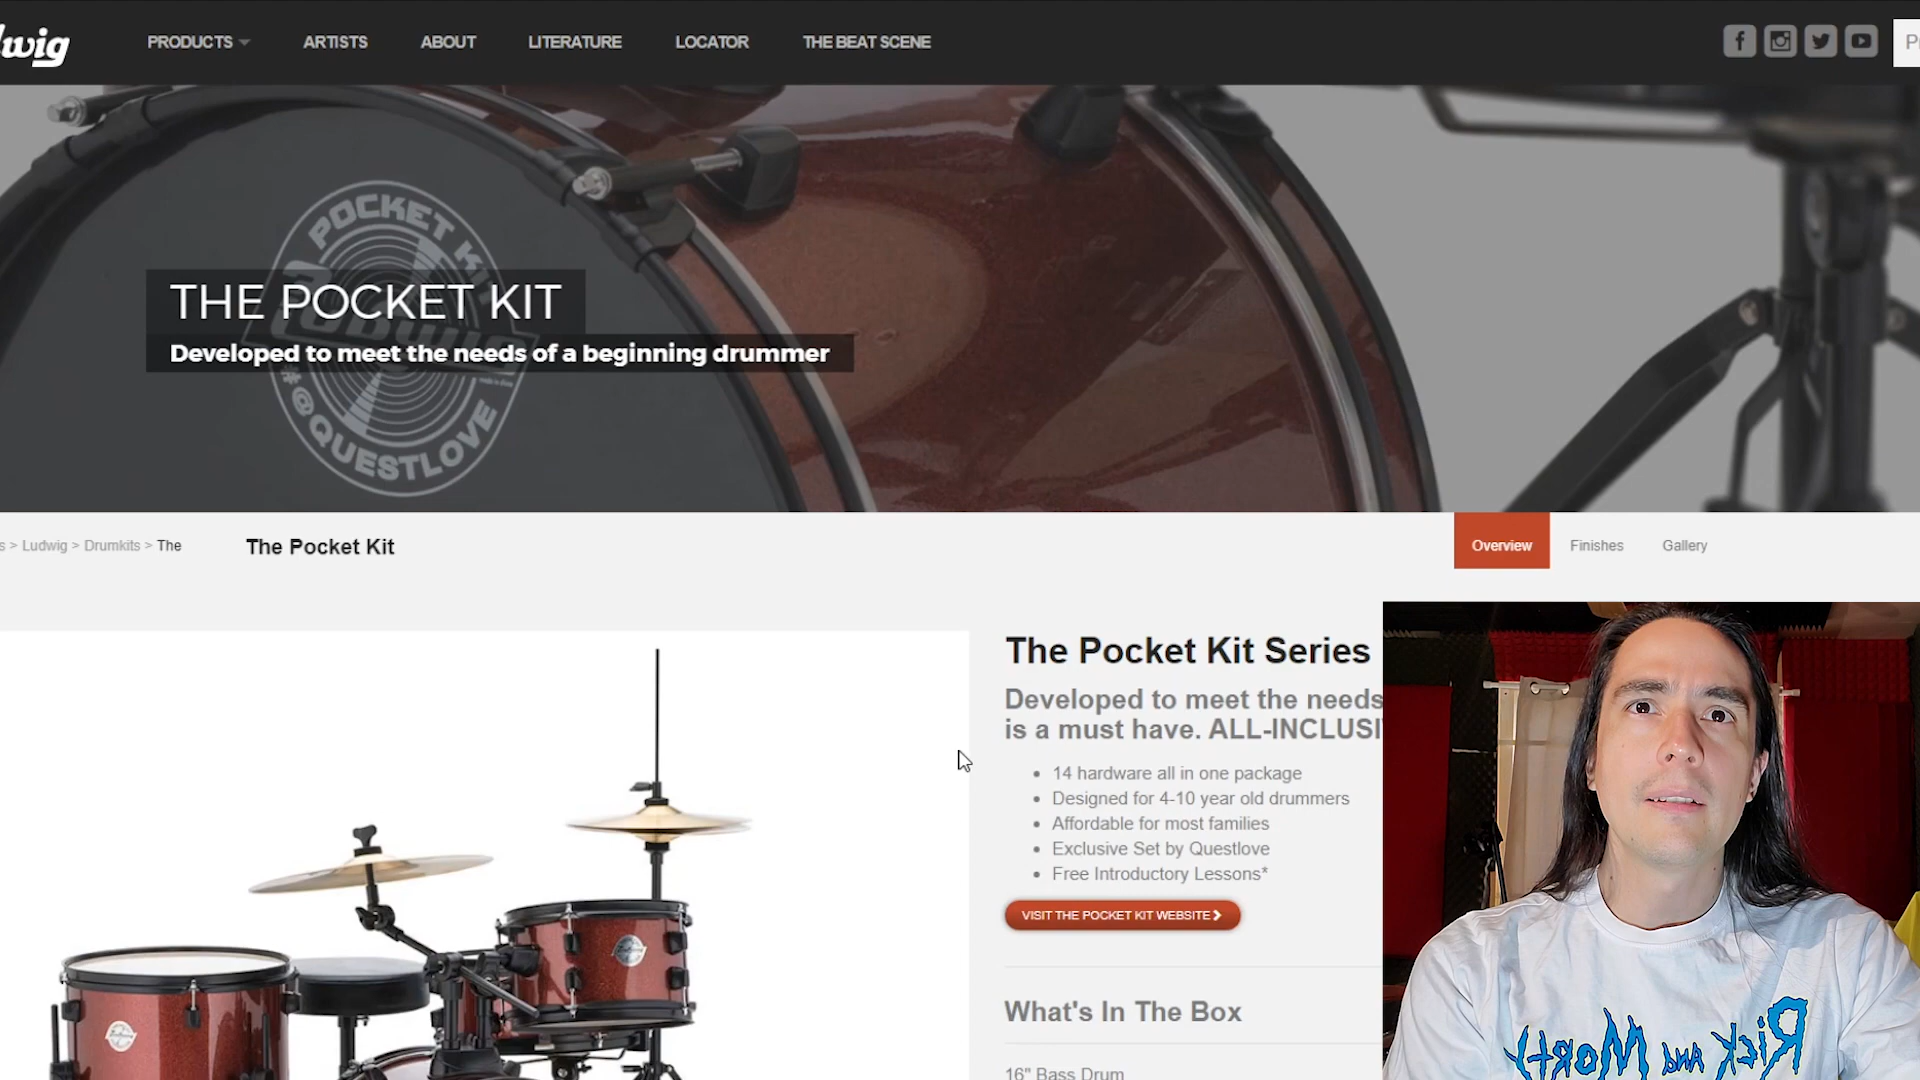 wig
PRODUCTS ARTISTS ABOUT LITERATURE LOCATOR THE BEAT SCENE
POCKET KIT
THE POCKET KIT
Developed to meet the needs of a beginning drummer
#@QUESTLOVE
> Ludwig > Drumkits > The
The Pocket Kit
Overview Finishes Gallery
The Pocket Kit Series
Developed to meet the needs
is a must have. ALL-INCLUSI
• 14 hardware all in one package
• Designed for 4-10 year old drummers
• Affordable for most families
• Exclusive Set by Questlove
• Free Introductory Lessons*
VISIT THE POCKET KIT WEBSITE
What's In The Box
16" Bass Drum
Rick and Morty